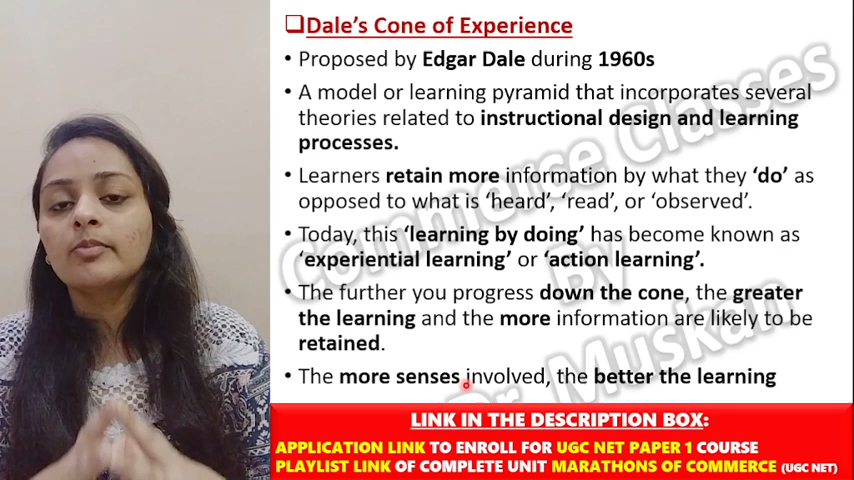 ❑Dale's Cone of Experience
• Proposed by Edgar Dale during 1960s
• A model or learning pyramid that incorporates several
theories related to instructional design and learning
processes.
• Learners retain more information by what they 'do' as
opposed to what is 'heard', 'read', or 'observed'.
• Today, this 'learning by doing' has become known as
'experiential learning' or 'action learning'.
• The further you progress down the cone, the greater
the learning and the more information are likely to be
retained.
• The more senses involved, the better the learning
Commerce Classes
By
Dr. Muskan
LINK IN THE DESCRIPTION BOX:
APPLICATION LINK TO ENROLL FOR UGC NET PAPER 1 COURSE
PLAYLIST LINK OF COMPLETE UNIT MARATHONS OF COMMERCE (UGC NET)